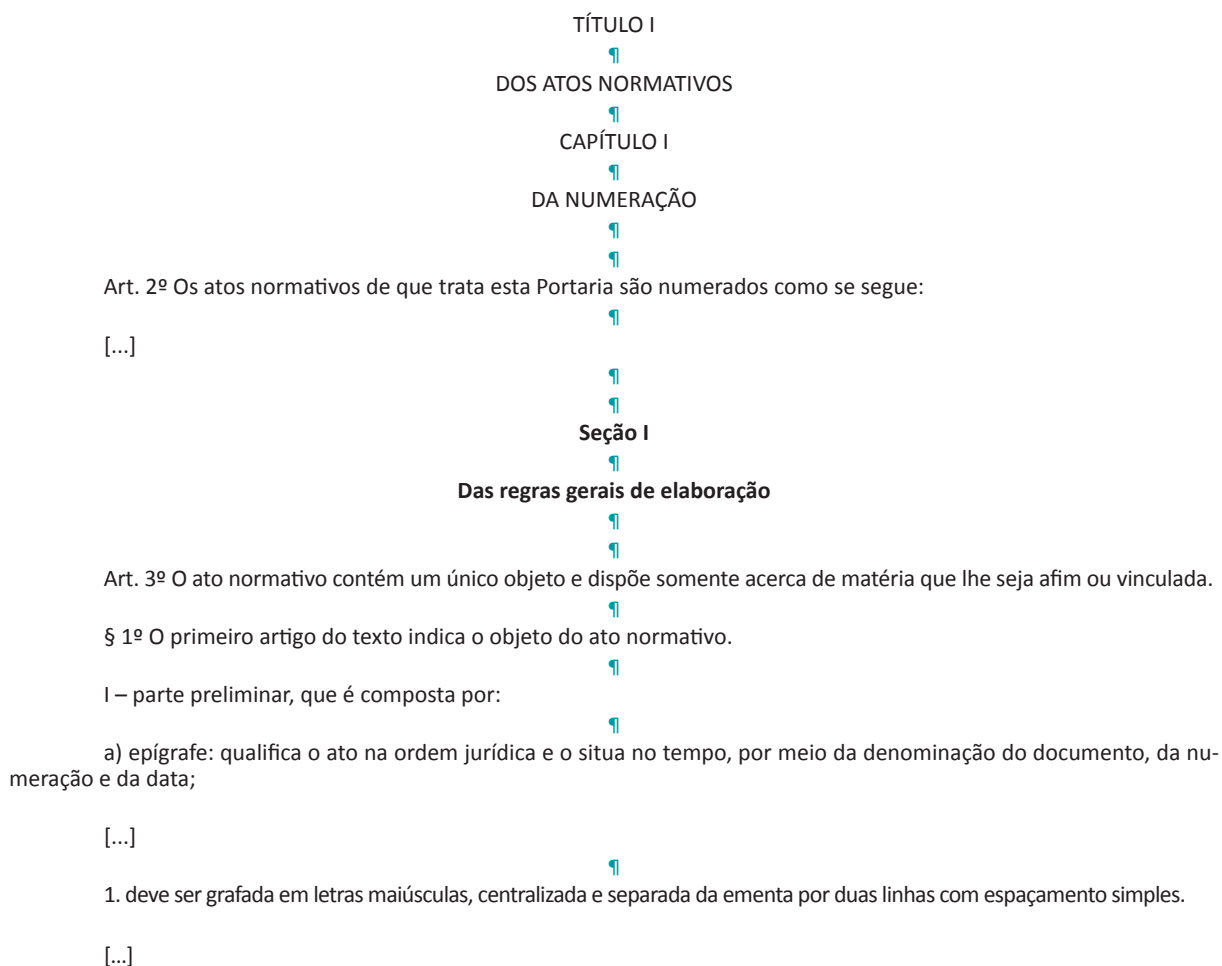 TÍTULO I
¶
DOS ATOS NORMATIVOS
¶
CAPÍTULO I
¶
DA NUMERAÇÃO
¶
¶
Art. 2º Os atos normativos de que trata esta Portaria são numerados como se segue:
¶
[...]
¶
¶
Seção I
¶
Das regras gerais de elaboração
¶
¶
Art. 3º O ato normativo contém um único objeto e dispõe somente acerca de matéria que lhe seja afim ou vinculada.
¶
§ 1º O primeiro artigo do texto indica o objeto do ato normativo.
¶
I – parte preliminar, que é composta por:
¶
a) epígrafe: qualifica o ato na ordem jurídica e o situa no tempo, por meio da denominação do documento, da nu-
meração e da data;
[...]
¶
1. deve ser grafada em letras maiúsculas, centralizada e separada da ementa por duas linhas com espaçamento simples.
[...]